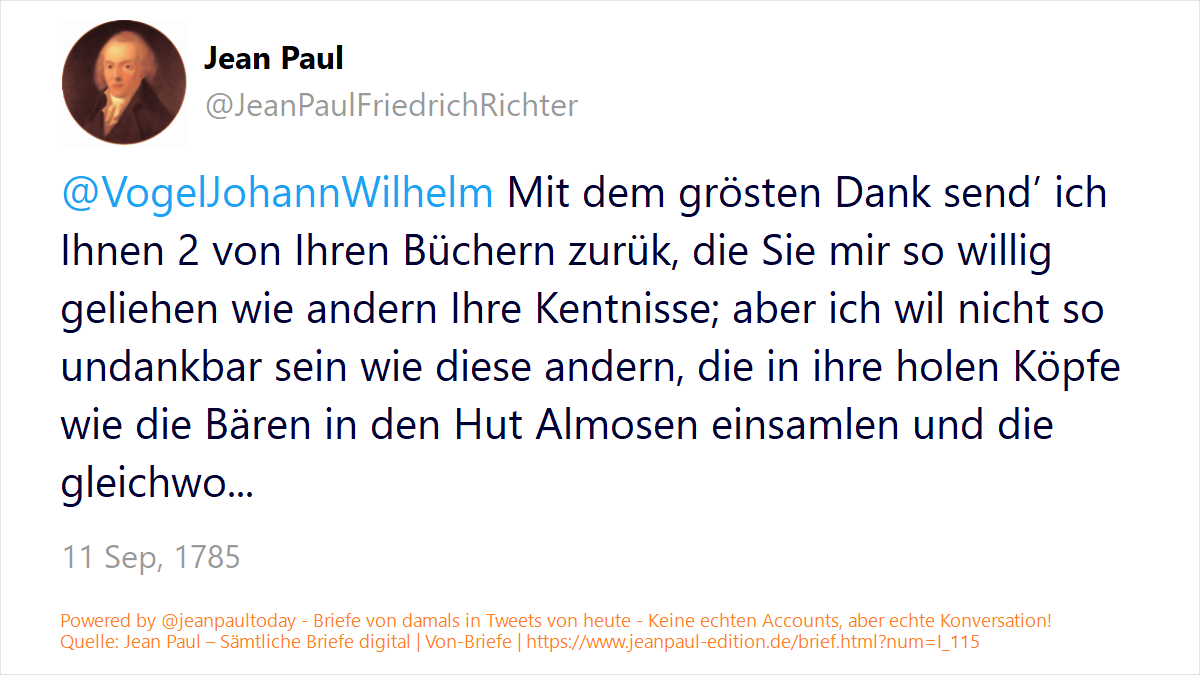 Jean Paul
@JeanPaulFriedrichRichter
@VogelJohannWilhelm Mit dem grösten Dank send’ ich
Ihnen 2 von Ihren Büchern zurük, die Sie mir so willig
geliehen wie andern Ihre Kentnisse; aber ich wil nicht so
undankbar sein wie diese andern, die in ihre holen Köpfe
wie die Bären in den Hut Almosen einsamlen und die
gleichwo...
11 Sep, 1785
Powered by @jeanpaultoday - Briefe von damals in Tweets von heute - Keine echten Accounts, aber echte Konversation!
Quelle: Jean Paul – Sämtliche Briefe digital | Von-Briefe | https://www.jeanpaul-edition.de/brief.html?num=I_115